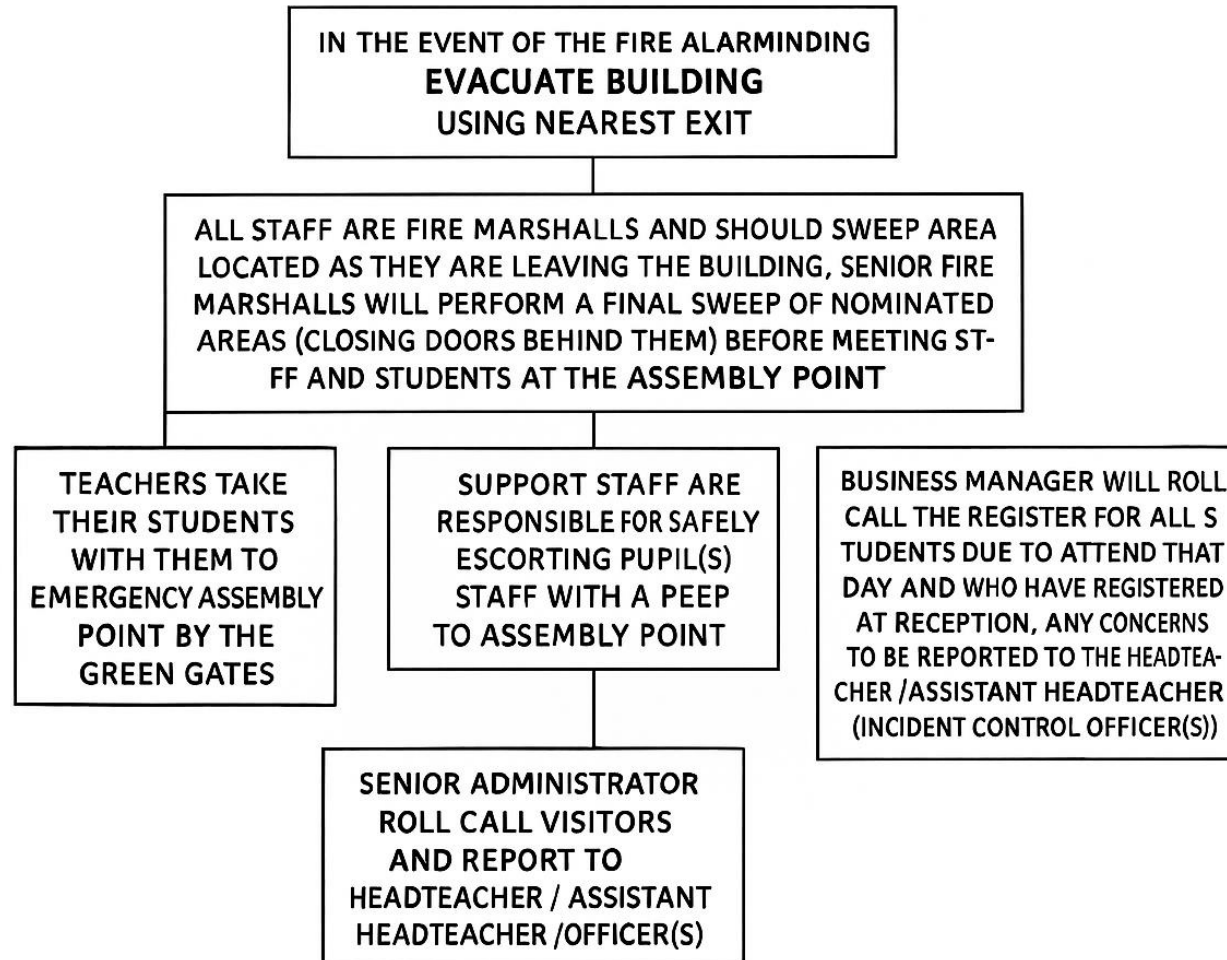 IN THE EVENT OF THE FIRE ALARMINDING
EVACUATE BUILDING
USING NEAREST EXIT
ALL STAFF ARE FIRE MARSHALLS AND SHOULD SWEEP AREA
LOCATED AS THEY ARE LEAVING THE BUILDING, SENIOR FIRE
MARSHALLS WILL PERFORM A FINAL SWEEP OF NOMINATED
AREAS (CLOSING DOORS BEHIND THEM) BEFORE MEETING ST-
FF AND STUDENTS AT THE ASSEMBLY POINT
TEACHERS TAKE
THEIR STUDENTS
WITH THEM TO
EMERGENCY ASSEMBLY
POINT BY THE
GREEN GATES
SUPPORT STAFF ARE
RESPONSIBLE FOR SAFELY
ESCORTING PUPIL(S)
STAFF WITH A PEEP
TO ASSEMBLY POINT
BUSINESS MANAGER WILL ROLL
CALL THE REGISTER FOR ALL S
TUDENTS DUE TO ATTEND THAT
DAY AND WHO HAVE REGISTERED
AT RECEPTION, ANY CONCERNS
TO BE REPORTED TO THE HEADTEA-
CHER /ASSISTANT HEADTEACHER
(INCIDENT CONTROL OFFICER(S))
SENIOR ADMINISTRATOR
ROLL CALL VISITORS
AND REPORT TO
HEADTEACHER / ASSISTANT
HEADTEACHER /OFFICER(S)